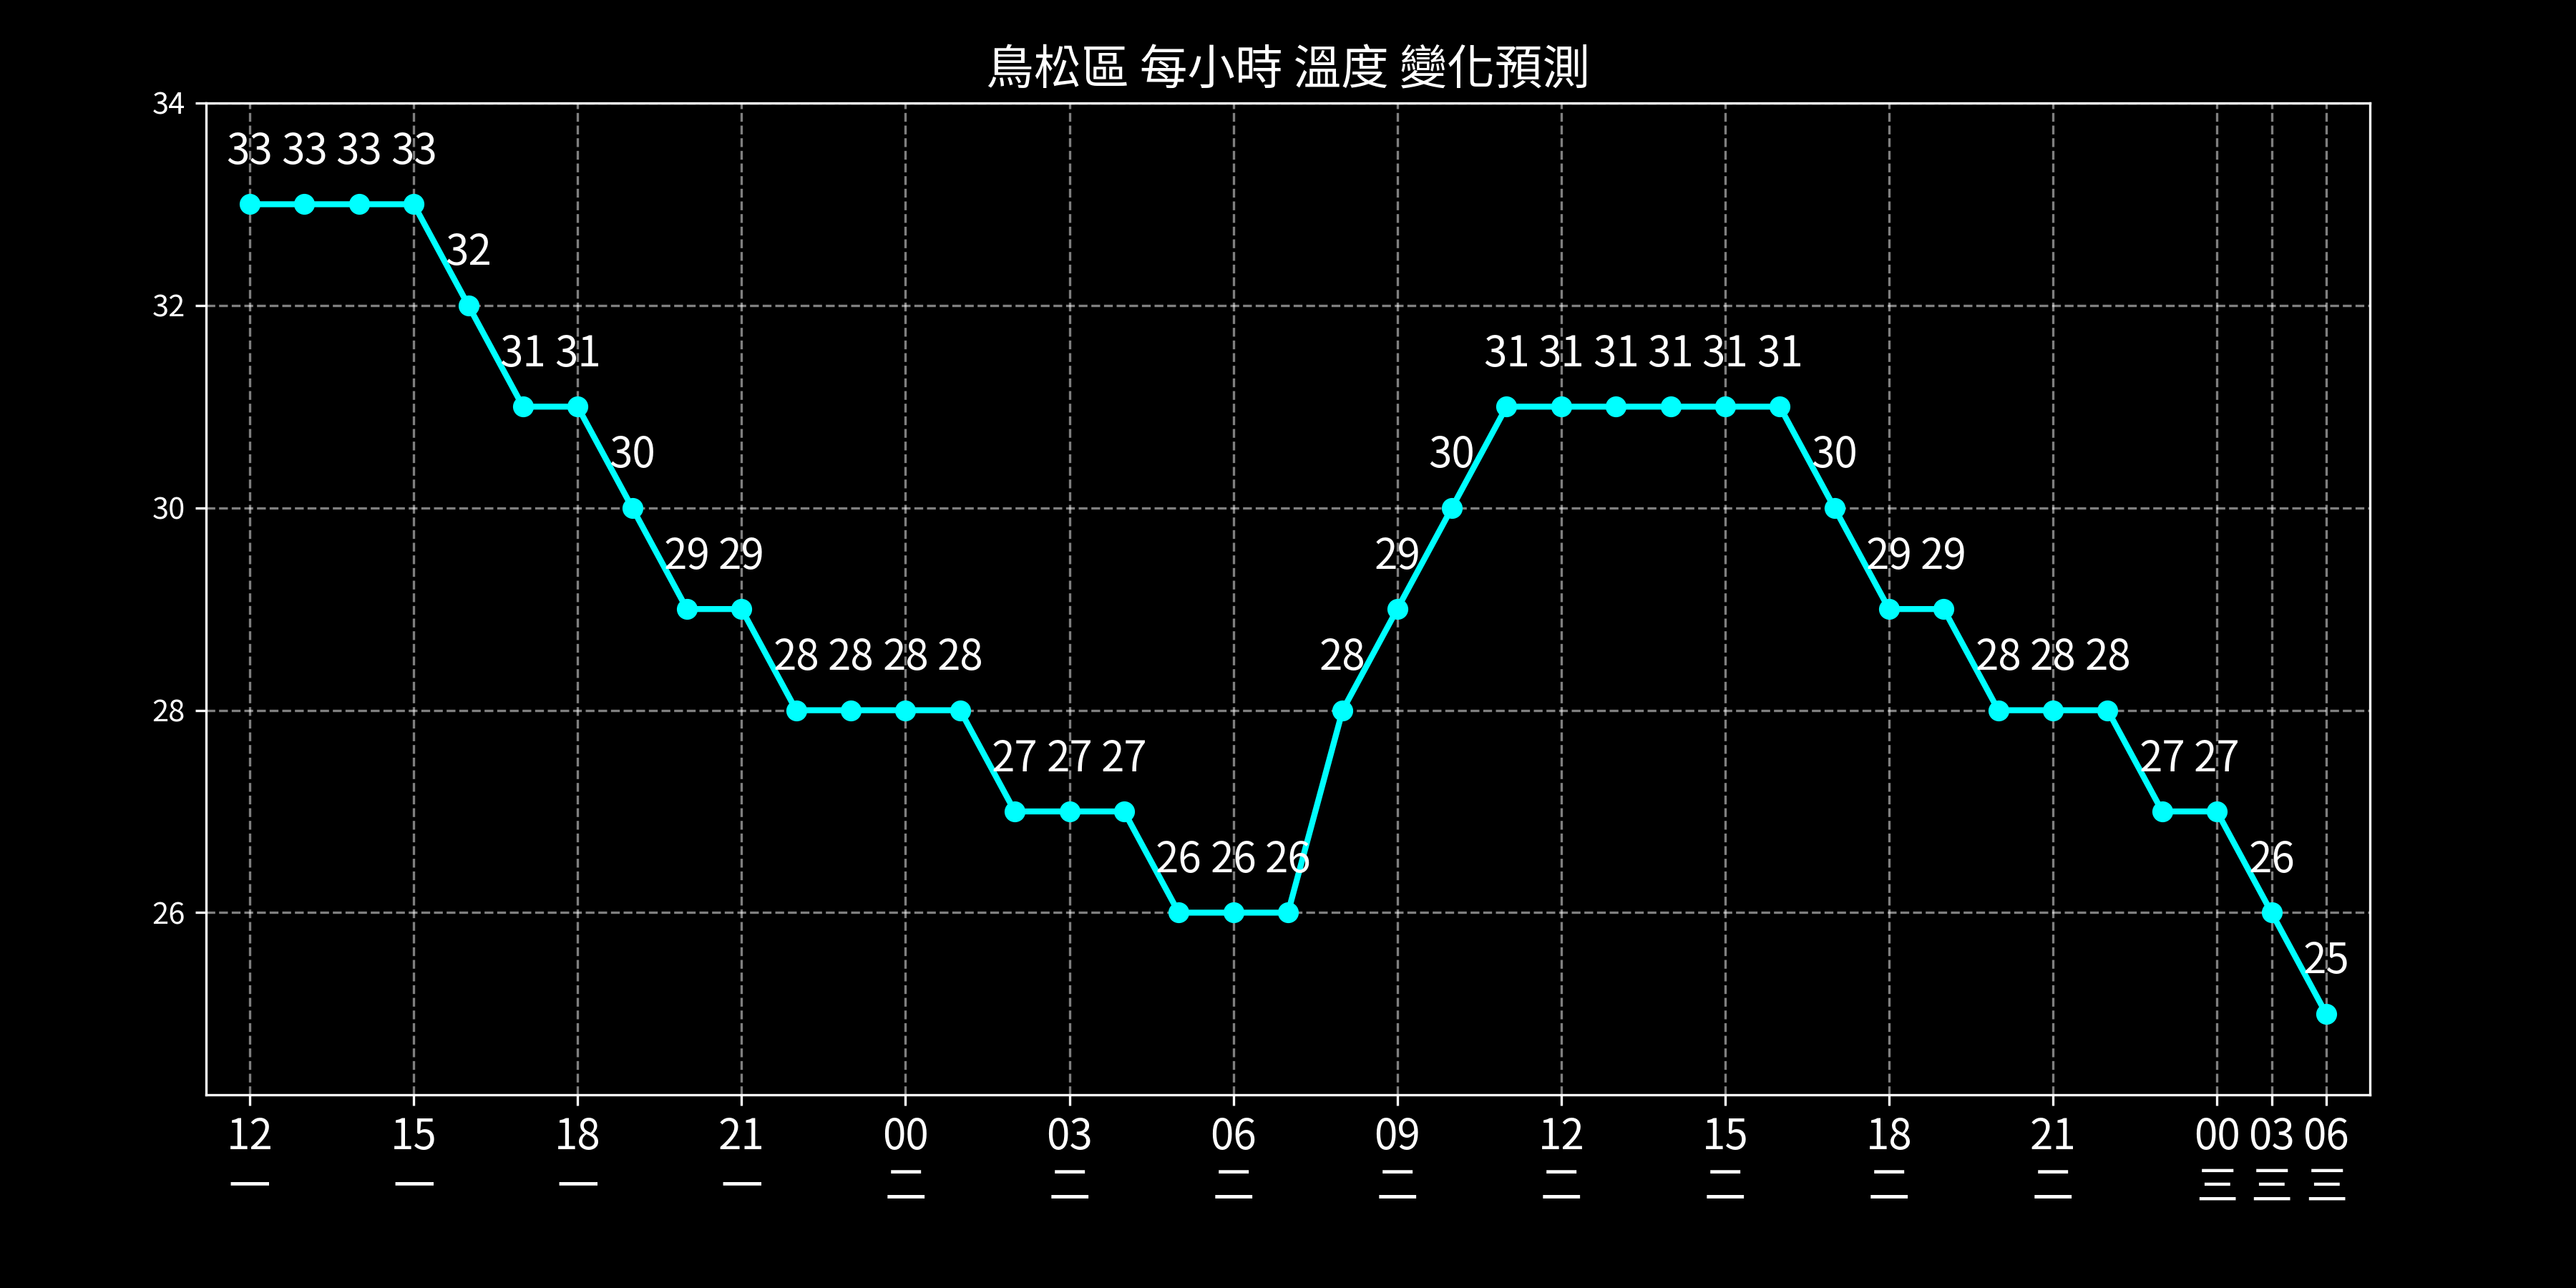 鳥松區 每小時 溫度 變化預測
34
33 33 33 33
32
32
31 31 31 31 31 31 31 31
30 30 30
30
29 29 29 29 29
28 28 28 28 28 28 28 28
28
27 27 27 27 27
26 26 26 26
26
25
12 15 18 21 00 03 06 09 12 15 18 21 00 03 06
一 一 一 一 二 二 二 二 二 二 二 二 三 三 三